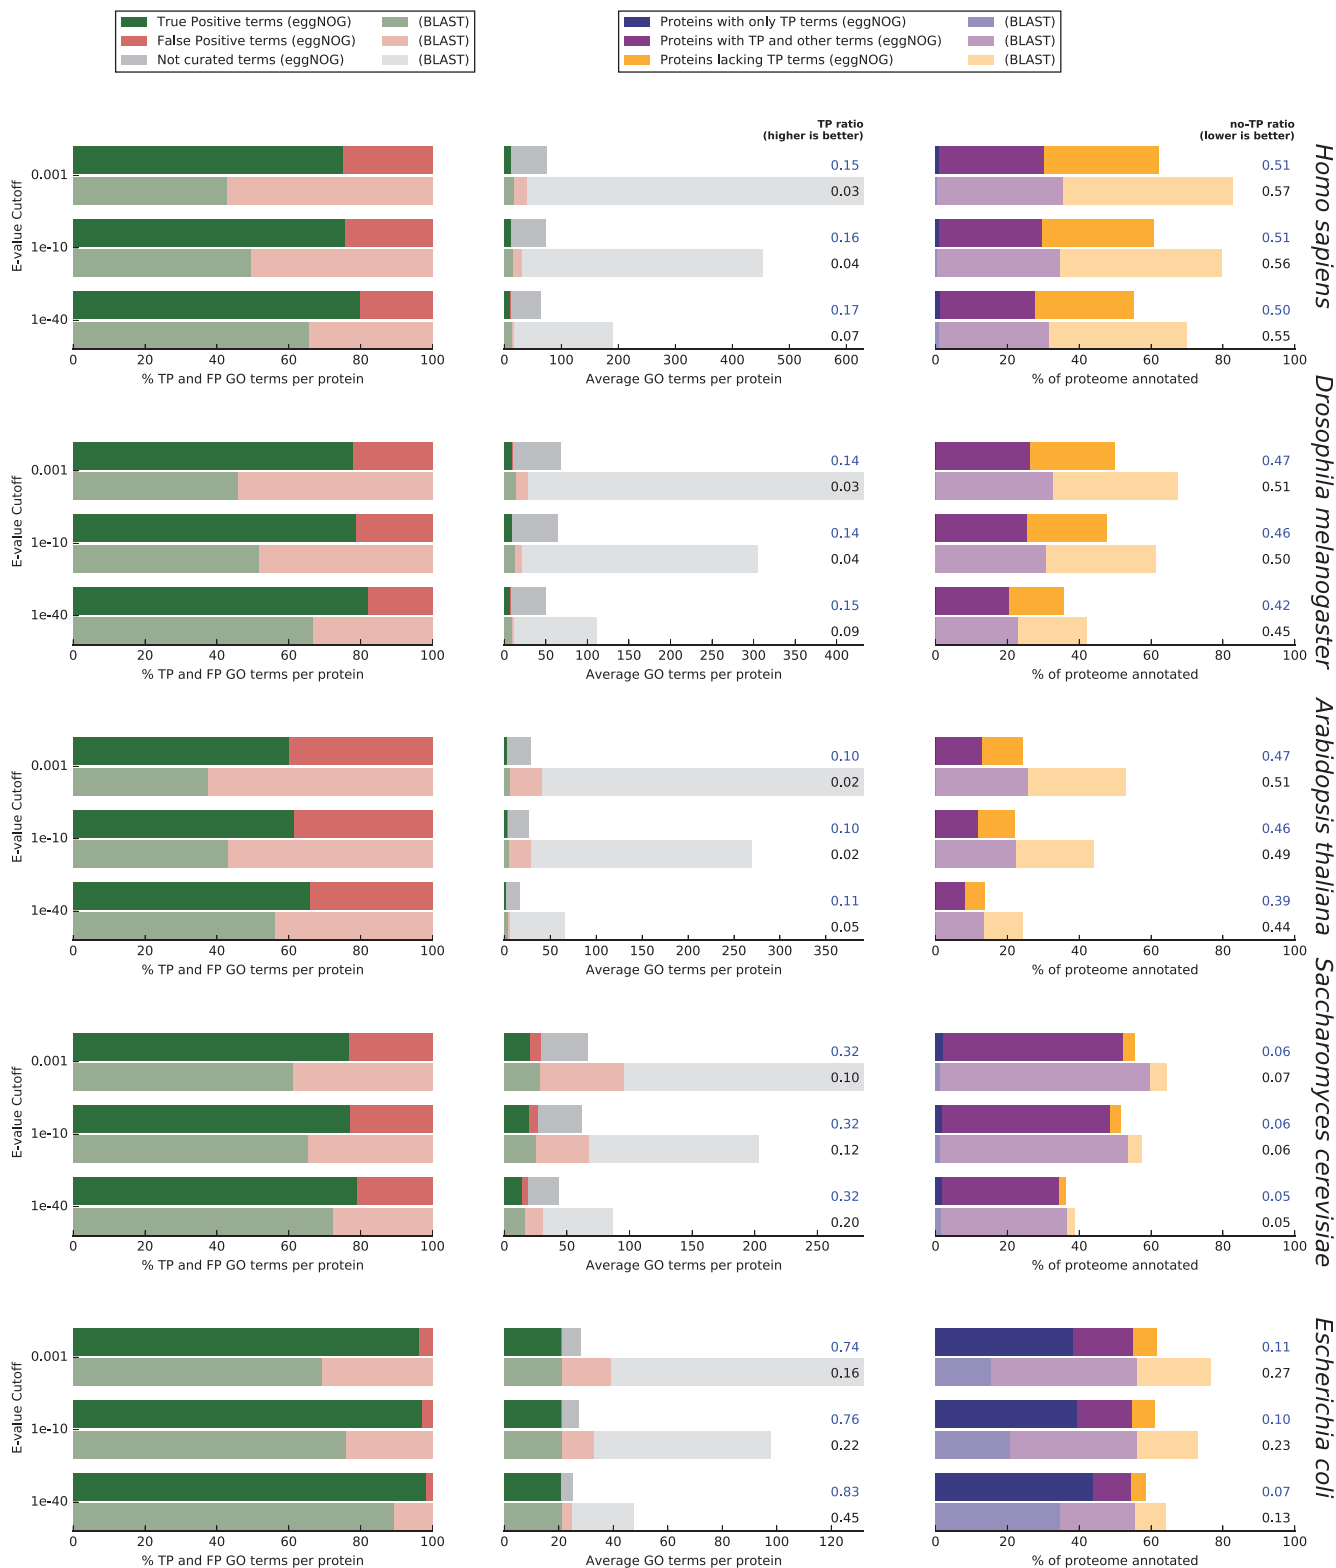 True Positive terms (eggNOG) (BLAST)
False Positive terms (eggNOG) (BLAST)
Not curated terms (eggNOG) (BLAST)
Proteins with only TP terms (eggNOG) (BLAST)
Proteins with TP and other terms (eggNOG) (BLAST)
Proteins lacking TP terms (eggNOG) (BLAST)
TP ratio
(higher is better)
no-TP ratio
(lower is better)
Homo sapiens
E-value Cutoff
0.001
1e-10
1e-40
0 20 40 60 80 100
% TP and FP GO terms per protein
0.15
0.03
0.16
0.04
0.17
0.07
0 100 200 300 400 500 600
Average GO terms per protein
0.51
0.57
0.51
0.56
0.50
0.55
0 20 40 60 80 100
% of proteome annotated
Drosophila melanogaster
E-value Cutoff
0.001
1e-10
1e-40
0 20 40 60 80 100
% TP and FP GO terms per protein
0.14
0.03
0.14
0.04
0.15
0.09
0 50 100 150 200 250 300 350 400
Average GO terms per protein
0.47
0.51
0.46
0.50
0.42
0.45
0 20 40 60 80 100
% of proteome annotated
Arabidopsis thaliana
E-value Cutoff
0.001
1e-10
1e-40
0 20 40 60 80 100
% TP and FP GO terms per protein
0.10
0.02
0.10
0.02
0.11
0.05
0 50 100 150 200 250 300 350
Average GO terms per protein
0.47
0.51
0.46
0.49
0.39
0.44
0 20 40 60 80 100
% of proteome annotated
Saccharomyces cerevisiae
E-value Cutoff
0.001
1e-10
1e-40
0 20 40 60 80 100
% TP and FP GO terms per protein
0.32
0.10
0.32
0.12
0.32
0.20
0 50 100 150 200 250
Average GO terms per protein
0.06
0.07
0.06
0.06
0.05
0.05
0 20 40 60 80 100
% of proteome annotated
Escherichia coli
E-value Cutoff
0.001
1e-10
1e-40
0 20 40 60 80 100
% TP and FP GO terms per protein
0.74
0.16
0.76
0.22
0.83
0.45
0 20 40 60 80 100 120
Average GO terms per protein
0.11
0.27
0.10
0.23
0.07
0.13
0 20 40 60 80 100
% of proteome annotated